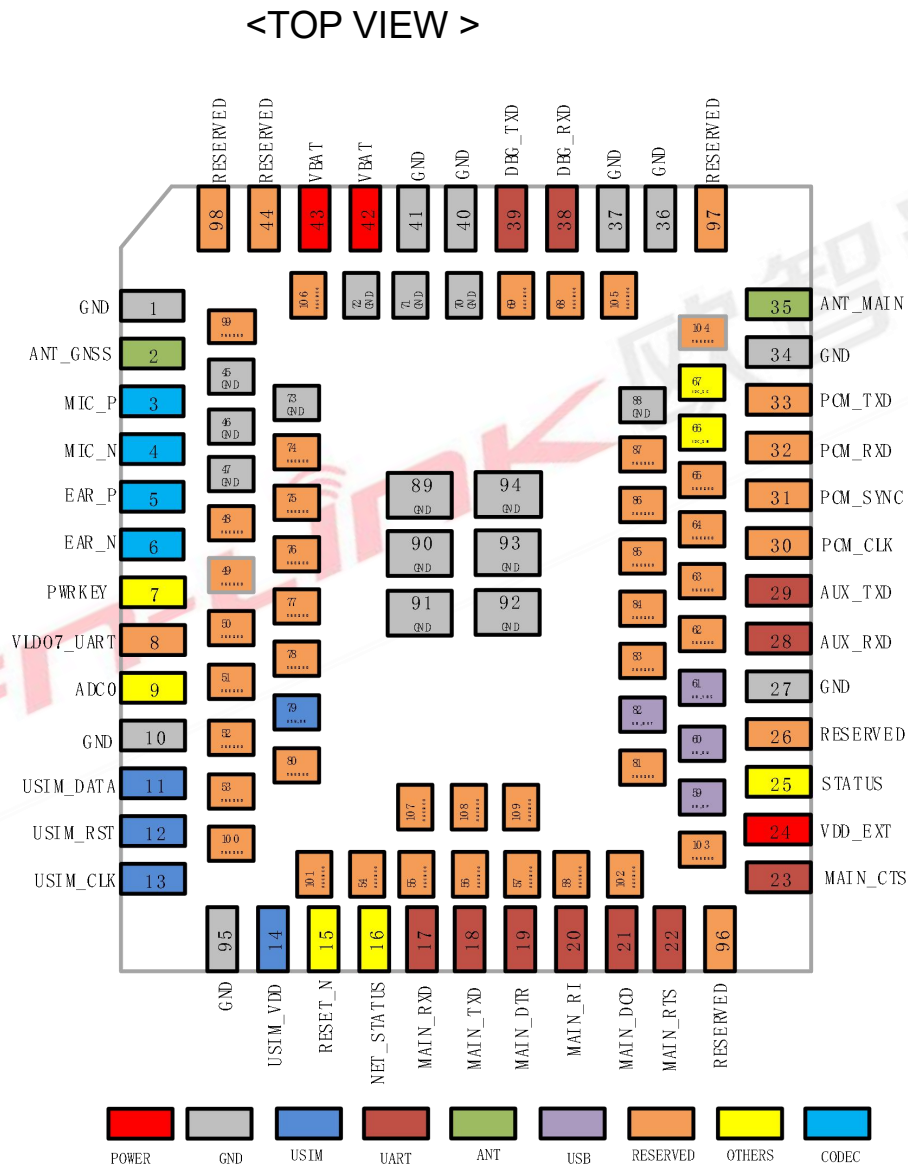 <TOP VIEW >
RESERVED
RESERVED
VBAT
VBAT
GND
GND
DBG_TXD
DBG_RXD
GND
GND
RESERVED
98
44
43
42
41
40
39
38
37
36
97
106
72
GND
71
GND
70
GND
69
68
105
GND
1
ANT_GNSS
2
MIC_P
3
MIC_N
4
EAR_P
5
EAR_N
6
PWRKEY
7
VLDO7_UART
8
ADC0
9
GND
10
USIM_DATA
11
USIM_RST
12
USIM_CLK
13
99
45
GND
46
GND
47
GND
48
49
50
51
52
53
100
73
GND
74
75
76
77
78
79
80
89
GND
90
GND
91
GND
94
GND
93
GND
92
GND
88
GND
87
86
85
84
83
82
81
104
67
66
65
64
63
62
61
60
59
103
35
ANT_MAIN
34
GND
33
PCM_TXD
32
PCM_RXD
31
PCM_SYNC
30
PCM_CLK
29
AUX_TXD
28
AUX_RXD
27
GND
26
RESERVED
25
STATUS
24
VDD_EXT
23
MAIN_CTS
107
108
109
101
54
55
56
57
58
102
95
14
15
16
17
18
19
20
21
22
96
GND
USIM_VDD
RESET_N
NET_STATUS
MAIN_RXD
MAIN_TXD
MAIN_DTR
MAIN_RI
MAIN_DCD
MAIN_RTS
RESERVED
POWER
GND
USIM
UART
ANT
USB
RESERVED
OTHERS
CODEC